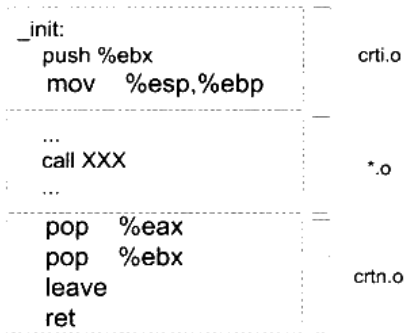 _init:
push %ebx
mov %esp,%ebp
crti.o
...
call XXX
...
*.o
pop %eax
pop %ebx
leave
ret
crtn.o